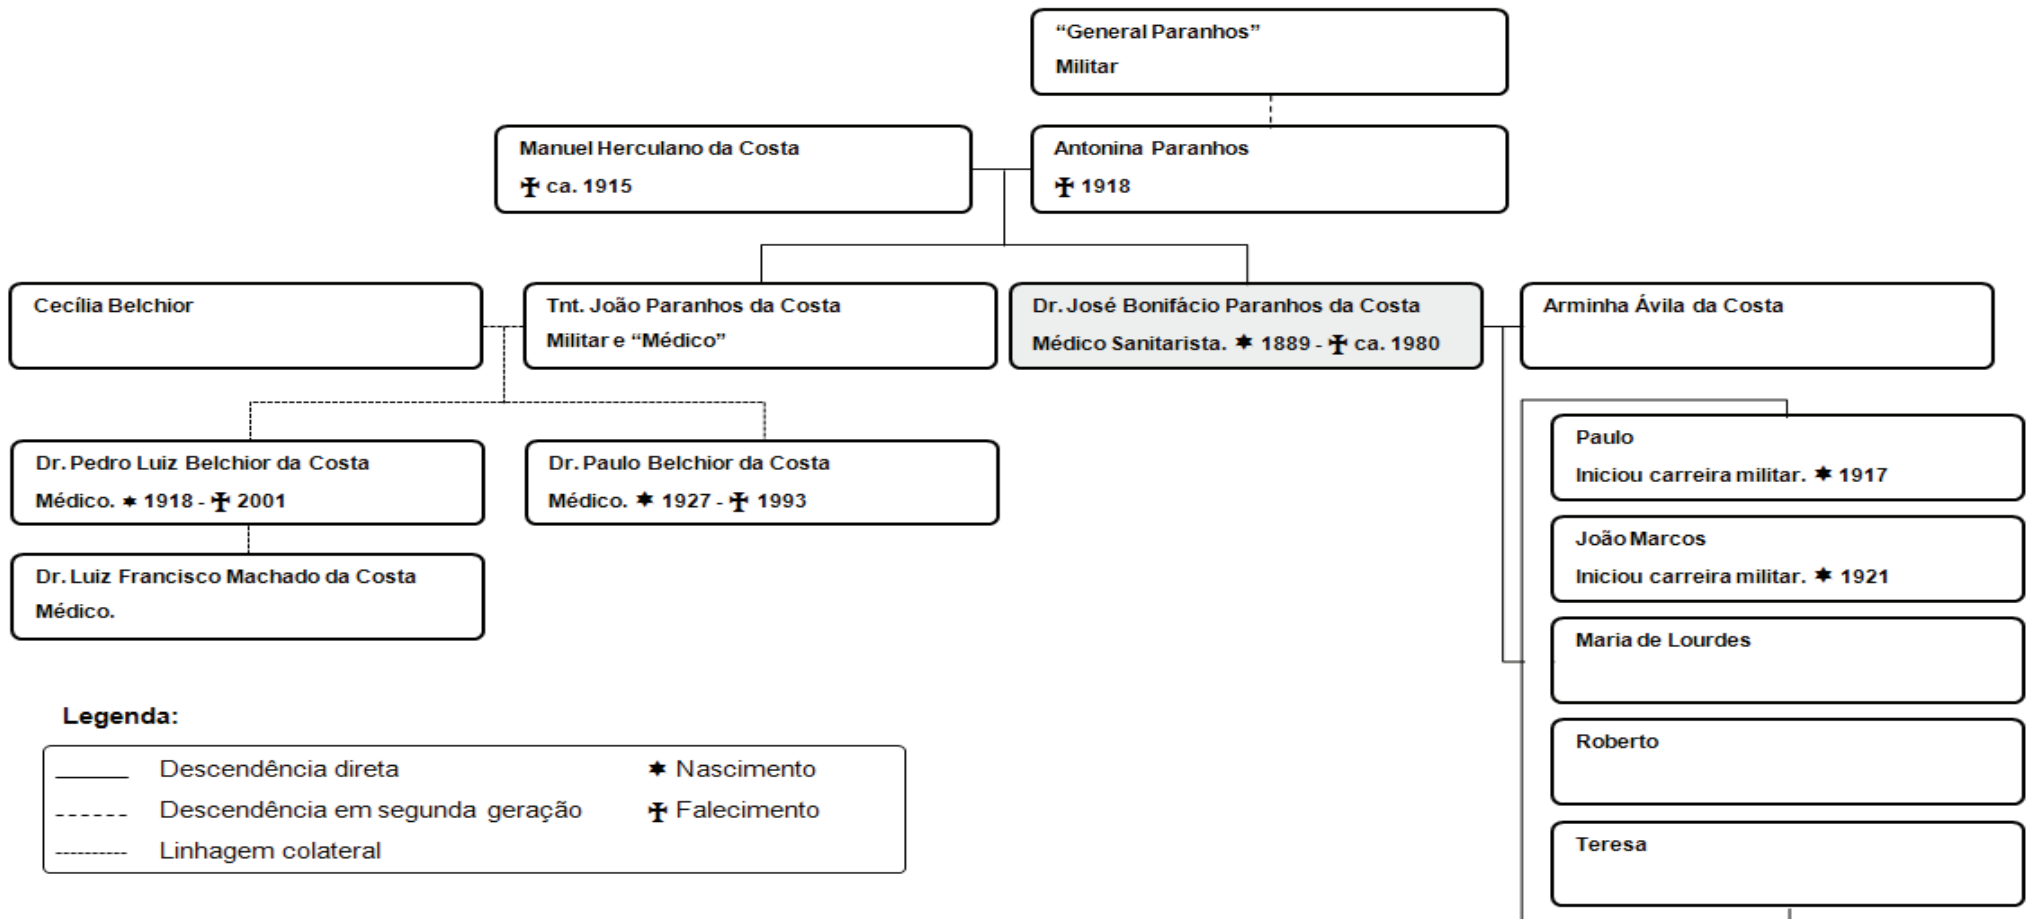 “General Paranhos”
Militar
Manuel Herculano da Costa
✠ ca. 1915
Antonina Paranhos
✠ 1918
Cecília Belchior
Tnt. João Paranhos da Costa
Militar e “Médico”
Dr. José Bonifácio Paranhos da Costa
Médico Sanitarista. ✷ 1889 - ✠ ca. 1980
Arminha Ávila da Costa
Dr. Pedro Luiz Belchior da Costa
Médico. ✷ 1918 - ✠ 2001
Dr. Paulo Belchior da Costa
Médico. ✷ 1927 - ✠ 1993
Dr. Luiz Francisco Machado da Costa
Médico.
Paulo
Iniciou carreira militar. ✷ 1917
João Marcos
Iniciou carreira militar. ✷ 1921
Maria de Lourdes
Roberto
Teresa
Legenda:
Descendência direta
✷ Nascimento
Descendência em segunda geração
✠ Falecimento
Linhagem colateral